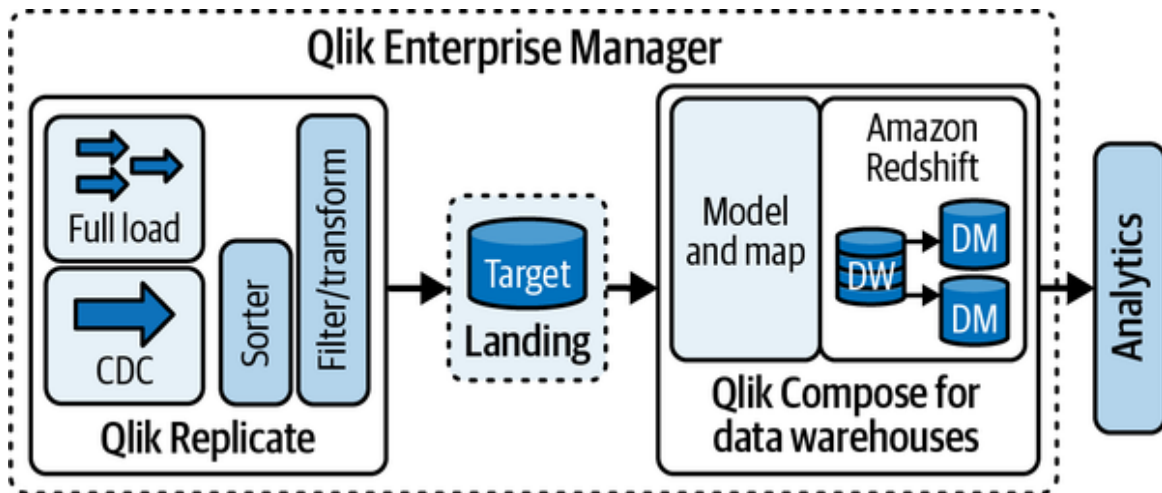 Qlik Enterprise Manager
Full load
CDC
Sorter
Filter/transform
Qlik Replicate
Target
Landing
Model
and map
Amazon
Redshift
DW
DM
DM
Qlik Compose for
data warehouses
Analytics